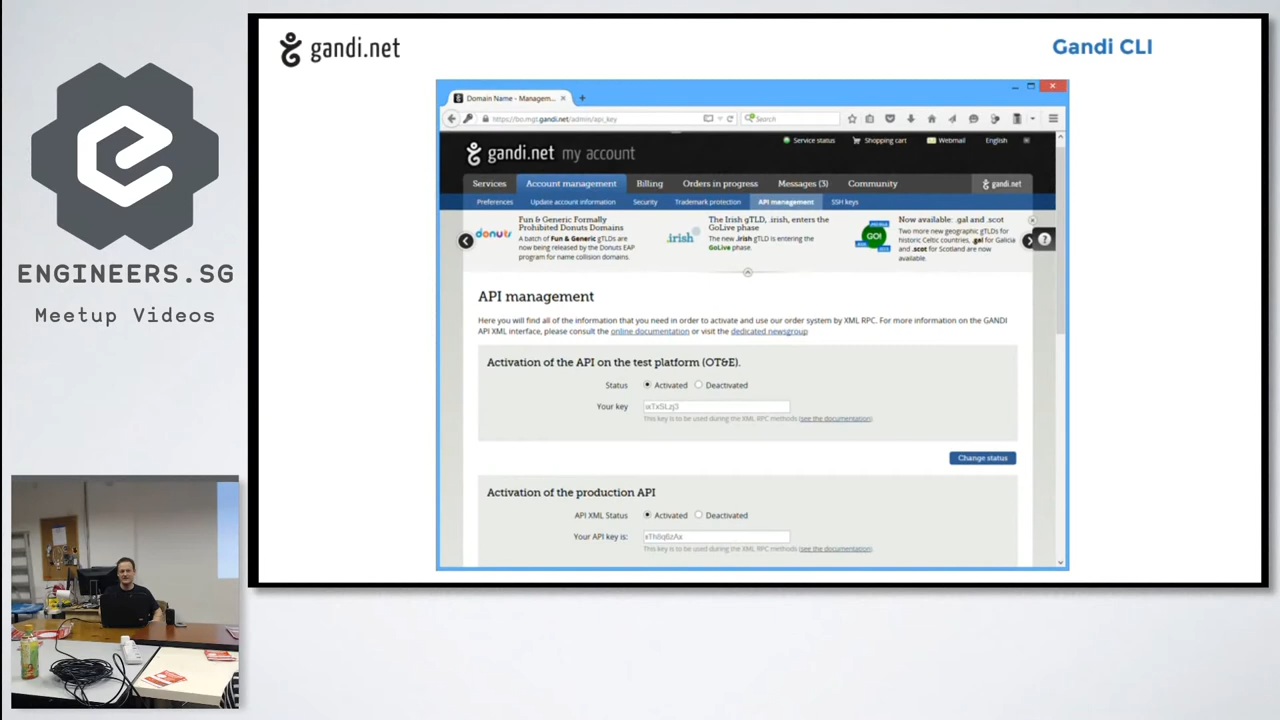 ENGINEERS.SG
Meetup Videos
gandi.net
Gandi CLI
Domain Name - Managem...
https://bo.mgt.gandi.net/admin/api_key
Search
Service status
Shopping cart
Webmail
English
gandi.net my account
Services
Account management
Billing
Orders in progress
Messages (3)
Community
gandi.net
Preferences
Update account information
Security
Trademark protection
API management
SSH keys
donuts
Fun & Generic Formally
Prohibited Donuts Domains
A batch of Fun & Generic gTLDs are
now being released by the Donuts EAP
program for name collision domains.
.irish
The Irish gTLD, .irish, enters the
GoLive phase
The new .irish gTLD is entering the
GoLive phase.
GO!
Now available: .gal and .scot
Two more geographic gTLDs for
historic Celtic countries, .gal for Galicia
and .scot for Scotland are now
available.
API management
Here you will find all of the information that you need in order to activate and use our order system by XML RPC. For more information on the GANDI
API XML interface, please consult the online documentation or visit the dedicated newsgroup
Activation of the API on the test platform (OT&E).
Status
Activated
Deactivated
Your key
This key is to be used during the XML RPC methods (see the documentation)
Change status
Activation of the production API
API XML Status
Activated
Deactivated
Your API key is:
This key is to be used during the XML RPC methods (see the documentation)